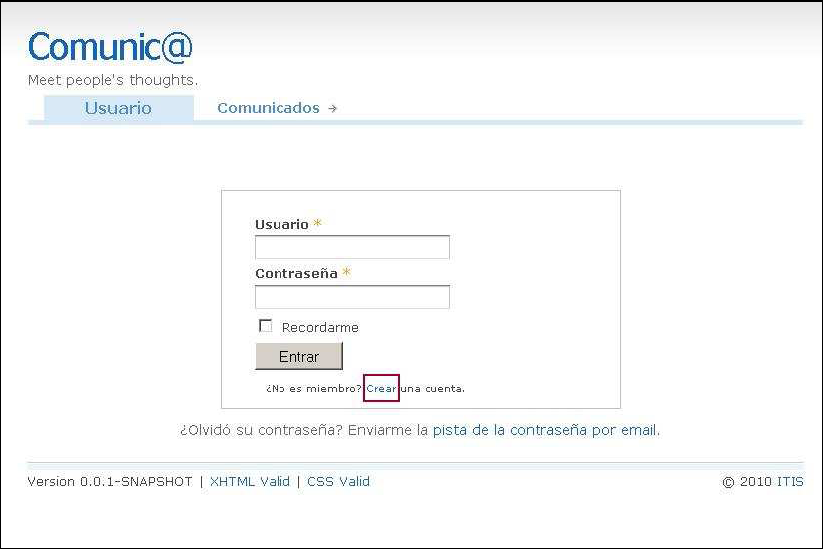 Comunic@
Meet people's thoughts.
Usuario Comunicados →
Usuario *
Contraseña *
Recordarme
Entrar
¿No es miembro? Crear una cuenta.
¿Olvidó su contraseña? Enviarme la pista de la contraseña por email.
Version 0.0.1-SNAPSHOT | XHTML Valid | CSS Valid © 2010 ITIS